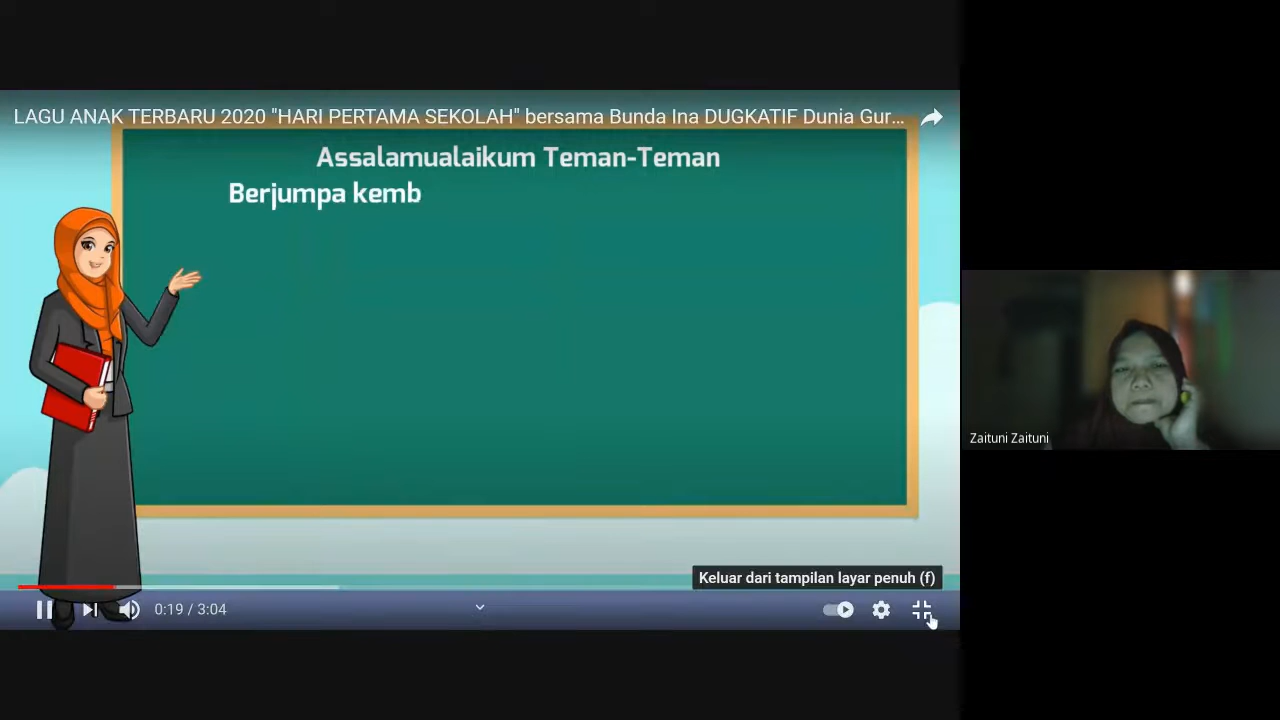 LAGU ANAK TERBARU 2020 "HARI PERTAMA SEKOLAH" bersama Bunda Ina DUGKATIF Dunia Gur...
Assalamualaikum Teman-Teman
Berjumpa kemb
Zaituni Zaituni
Keluar dari tampilan layar penuh (f)
0:19 / 3:04